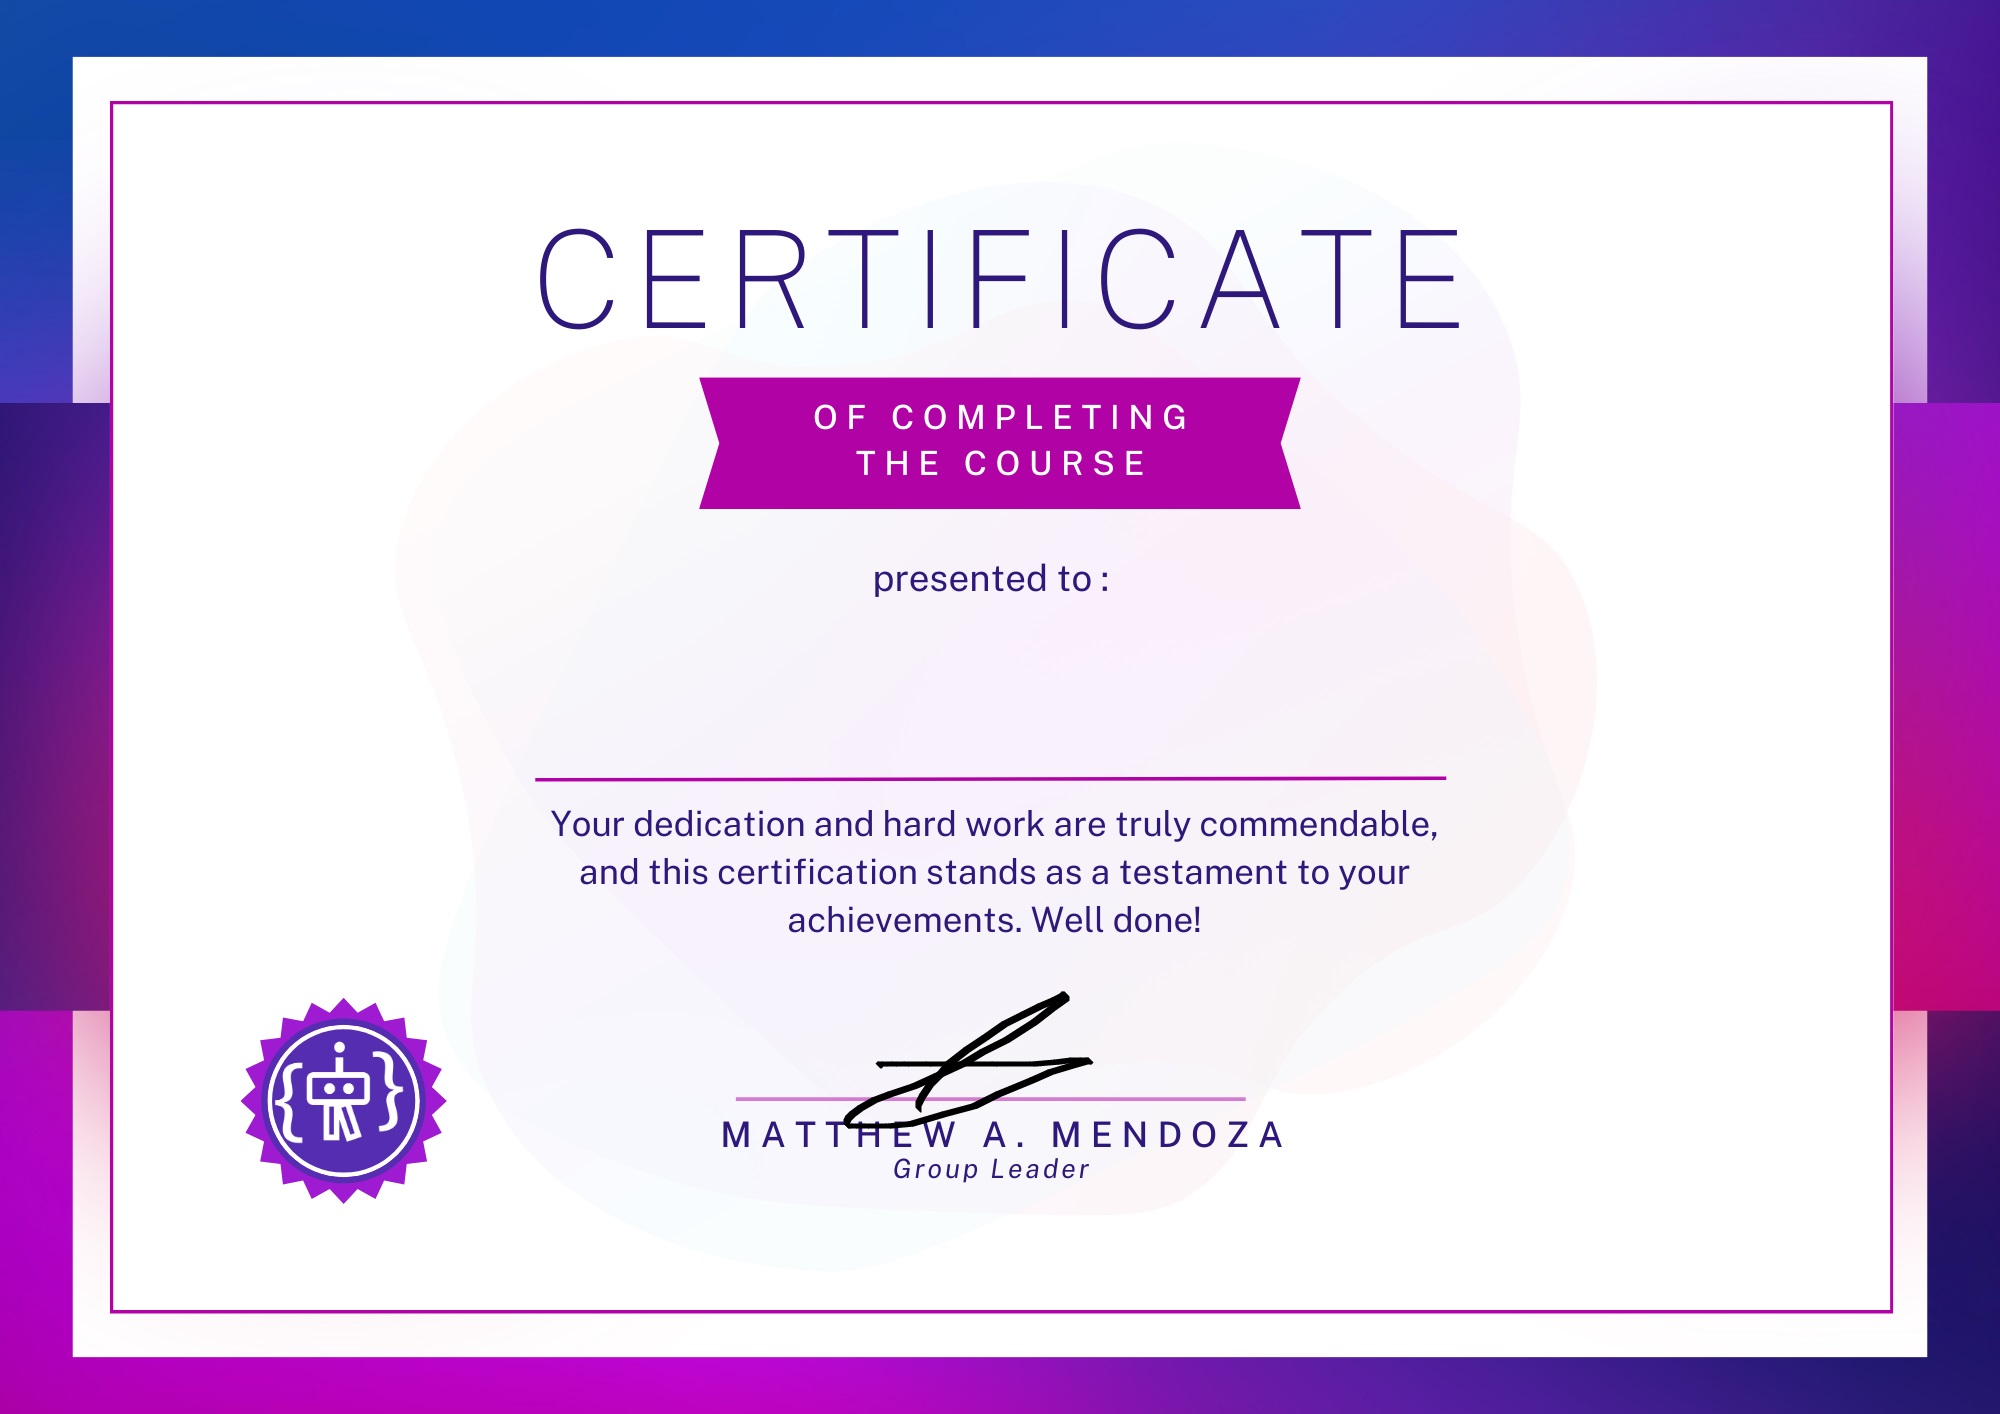 CERTIFICATE
OF COMPLETING
THE COURSE
presented to :
Your dedication and hard work are truly commendable,
and this certification stands as a testament to your
achievements. Well done!
MATTHEW A. MENDOZA
Group Leader